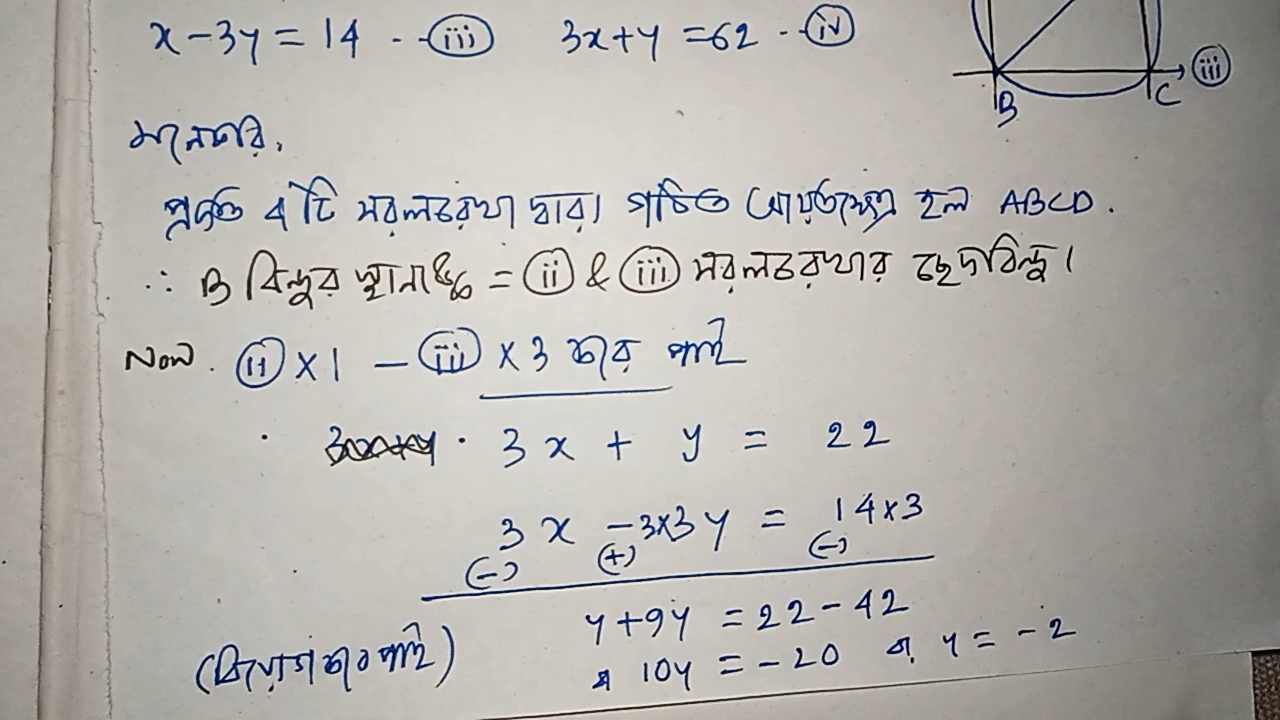 x - 3y = 14 - - (iii)    3x + y = 62 - - (iv)
B C (iii)
মনেকরি,
প্রদত্ত 4 টি সরলরেখা দ্বারা গঠিত আয়তক্ষেত্র হল ABCD.
∴ B বিন্দুর স্থানাঙ্ক = (ii) & (iii) সরলরেখার ছেদবিন্দু।
Now. (ii) × 1 - (iii) × 3 করে পাই
3x + y = 22
3x - 3×3y = 14×3
(-) (+) (-)
y + 9y = 22 - 42
(বিয়োগ করে পাই) বা 10y = -20 বা, y = -2